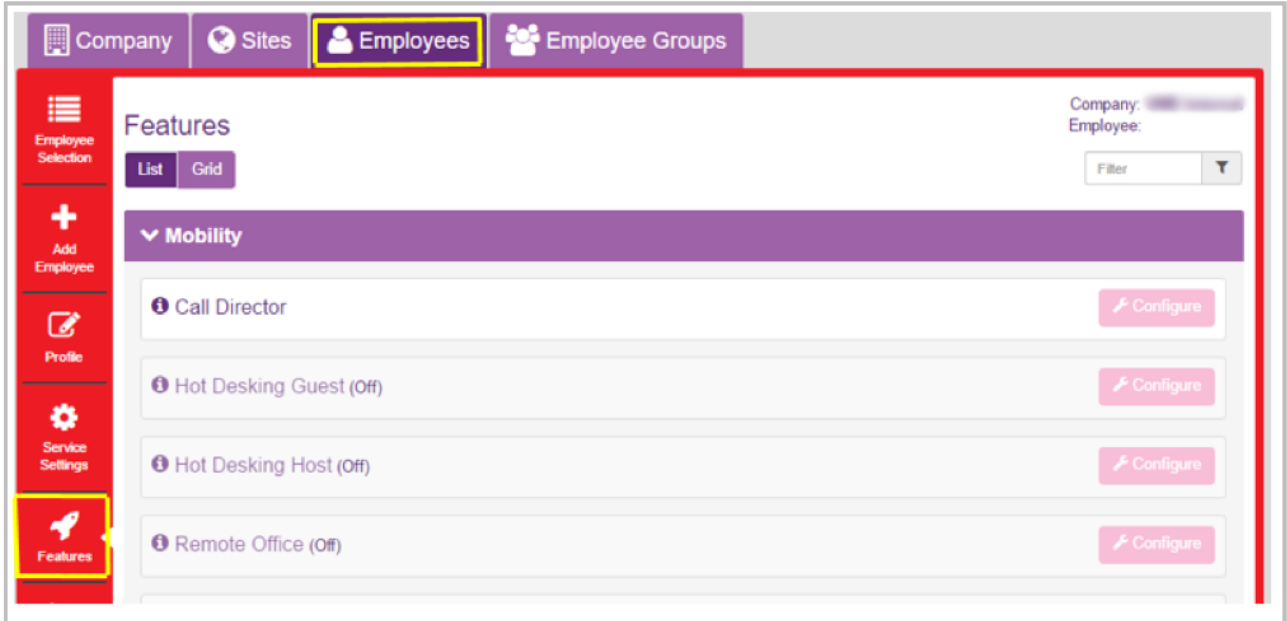 Company Sites Employees Employee Groups
Employee
Selection
Add
Employee
Profile
Service
Settings
Features
Features
Company:
Employee:
List Grid
Filter
Mobility
Call Director Configure
Hot Desking Guest (Off) Configure
Hot Desking Host (Off) Configure
Remote Office (Off) Configure